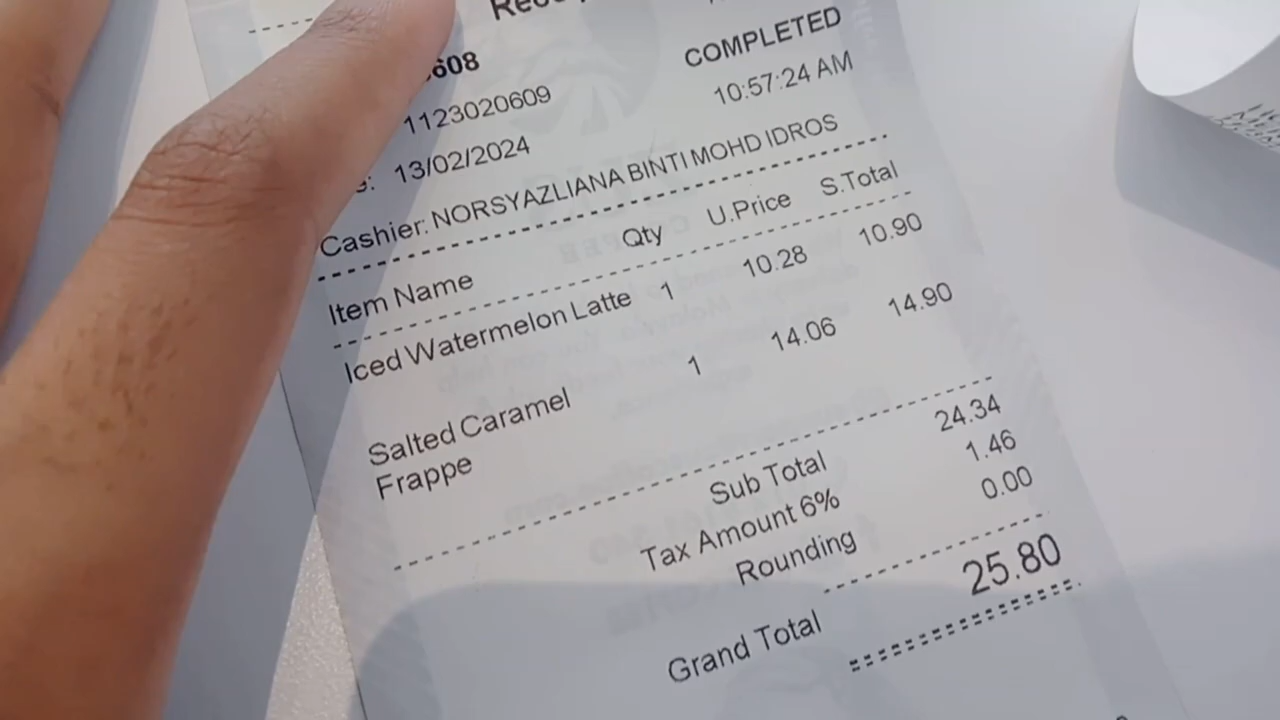 COMPLETED
608
1123020609 10:57:24 AM
13/02/2024
Cashier: NORSYAZLIANA BINTI MOHD IDROS
Item Name Qty U.Price S.Total
Iced Watermelon Latte 1 10.28 10.90
Salted Caramel 1 14.06 14.90
Frappe
Sub Total 24.34
Tax Amount 6% 1.46
Rounding 0.00
Grand Total 25.80